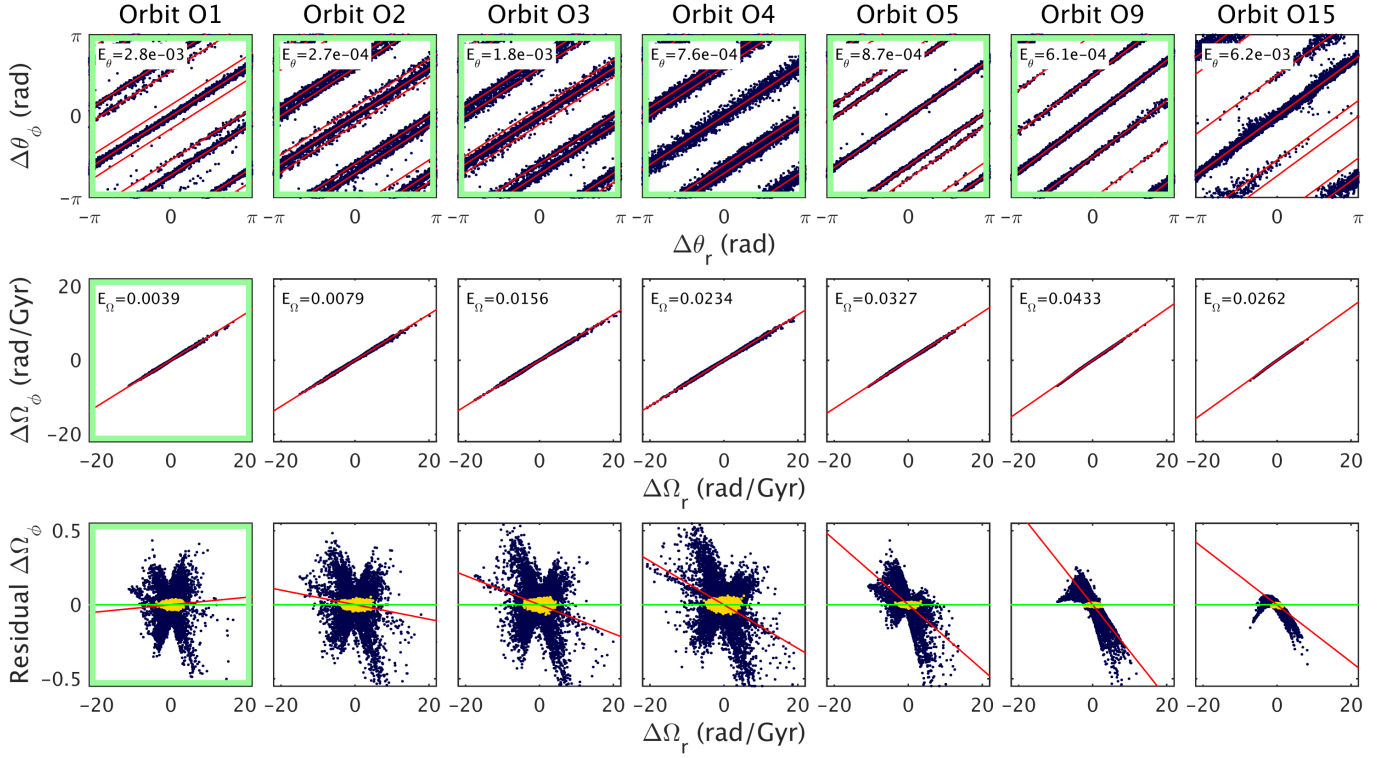 Orbit O1 Orbit O2 Orbit O3 Orbit O4 Orbit O5 Orbit O9 Orbit O15
π
E_θ=2.8e-03 E_θ=2.7e-04 E_θ=1.8e-03 E_θ=7.6e-04 E_θ=8.7e-04 E_θ=6.1e-04 E_θ=6.2e-03
Δθ_ϕ (rad)
0
−π
−π 0 π −π 0 π −π 0 π −π 0 π −π 0 π −π 0 π −π 0 π
Δθ_r (rad)
20
E_Ω=0.0039 E_Ω=0.0079 E_Ω=0.0156 E_Ω=0.0234 E_Ω=0.0327 E_Ω=0.0433 E_Ω=0.0262
ΔΩ_ϕ (rad/Gyr)
0
−20
−20 0 20 −20 0 20 −20 0 20 −20 0 20 −20 0 20 −20 0 20 −20 0 20
ΔΩ_r (rad/Gyr)
0.5
Residual ΔΩ_ϕ
0
−0.5
−20 0 20 −20 0 20 −20 0 20 −20 0 20 −20 0 20 −20 0 20 −20 0 20
ΔΩ_r (rad/Gyr)